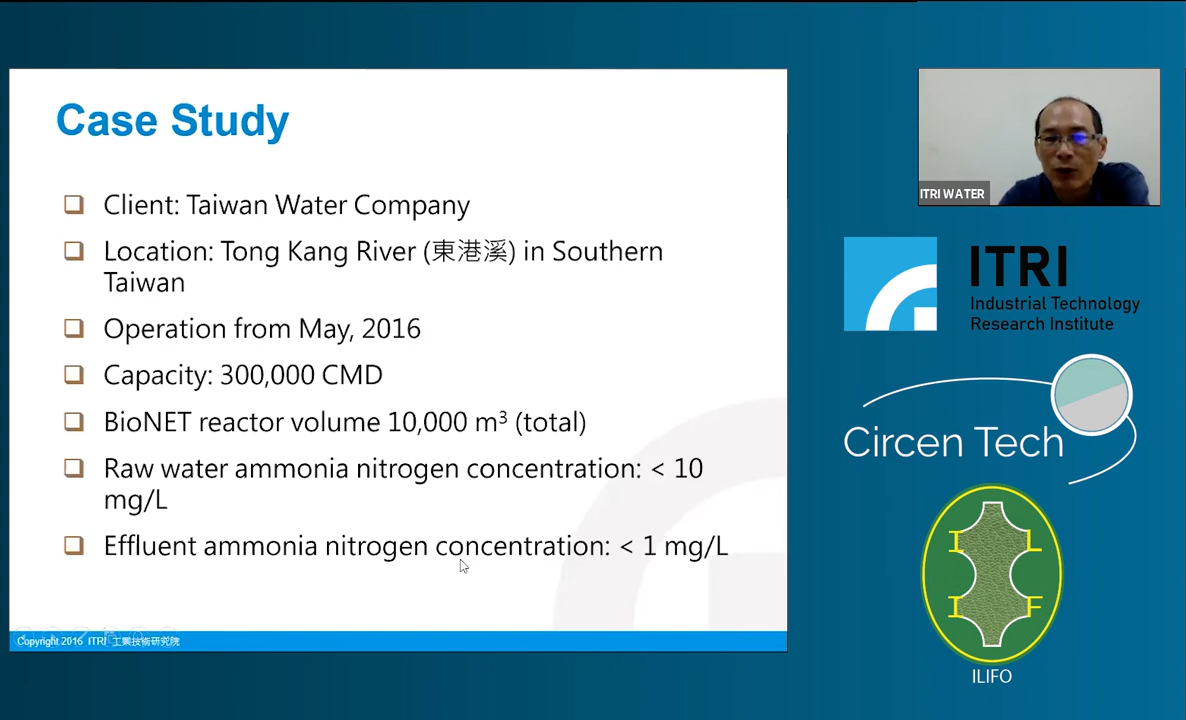 Case Study
Client: Taiwan Water Company
Location: Tong Kang River (東港溪) in Southern
Taiwan
Operation from May, 2016
Capacity: 300,000 CMD
BioNET reactor volume 10,000 m³ (total)
Raw water ammonia nitrogen concentration: < 10
mg/L
Effluent ammonia nitrogen concentration: < 1 mg/L
Copyright 2016 ITRI 工業技術研究院
ITRI WATER
ITRI
Industrial Technology
Research Institute
Circen Tech
I L
I F
ILIFO